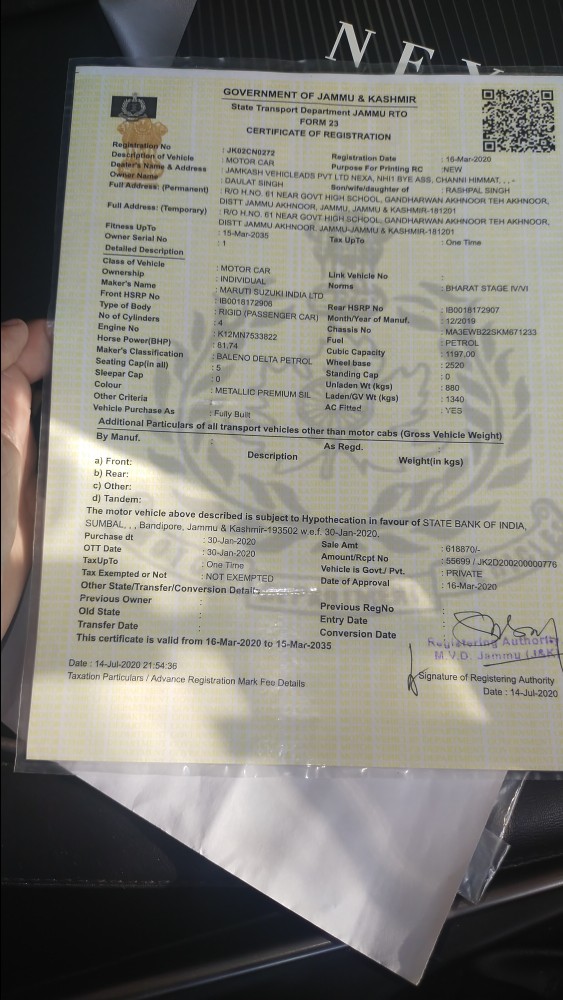 NEX
GOVERNMENT OF JAMMU & KASHMIR
State Transport Department JAMMU RTO
FORM 23
CERTIFICATE OF REGISTRATION
Registration No : JK02CN0272 Registration Date : 16-Mar-2020
Description of Vehicle : MOTOR CAR Purpose For Printing RC :NEW
Dealer's Name & Address : JAMKASH VEHICLEADS PVT LTD NEXA, NH!1 BYE ASS, CHANNI HIMMAT, , , -
Owner Name : DAULAT SINGH Son/wife/daughter of : RASHPAL SINGH
Full Address: (Permanent) : R/O H.NO. 61 NEAR GOVT HIGH SCHOOL, GANDHARWAN AKHNOOR TEH AKHNOOR,
DISTT JAMMU AKHNOOR, JAMMU, JAMMU & KASHMIR-181201
Full Address: (Temporary) : R/O H.NO. 61 NEAR GOVT HIGH SCHOOL, GANDHARWAN AKHNOOR TEH AKHNOOR,
DISTT JAMMU AKHNOOR, JAMMU-JAMMU & KASHMIR-181201
Fitness UpTo : 15-Mar-2035 Tax UpTo : One Time
Owner Serial No : 1
Detailed Description
Class of Vehicle : MOTOR CAR Link Vehicle No :
Ownership : INDIVIDUAL Norms : BHARAT STAGE IV/VI
Maker's Name : MARUTI SUZUKI INDIA LTD
Front HSRP No : IB0018172906 Rear HSRP No : IB0018172907
Type of Body : RIGID (PASSENGER CAR) Month/Year of Manuf. : 12/2019
No of Cylinders : 4 Chassis No : MA3EWB22SKM671233
Engine No : K12MN7533822 Fuel : PETROL
Horse Power(BHP) : 81.74 Cubic Capacity : 1197.00
Maker's Classification : BALENO DELTA PETROL Wheel base : 2520
Seating Cap(in all) : 5 Standing Cap : 0
Sleepar Cap : 0 Unladen Wt (kgs) : 880
Colour : METALLIC PREMIUM SIL Laden/GV Wt (kgs) : 1340
Other Criteria : AC Fitted : YES
Vehicle Purchase As : Fully Built
Additional Particulars of all transport vehicles other than motor cabs (Gross Vehicle Weight)
By Manuf. : As Regd. :
Description Weight(in kgs)
a) Front:
b) Rear:
c) Other:
d) Tandem:
The motor vehicle above described is subject to Hypothecation in favour of STATE BANK OF INDIA,
SUMBAL, , , Bandipore, Jammu & Kashmir-193502 w.e.f. 30-Jan-2020.
Purchase dt : 30-Jan-2020 Sale Amt : 618870/-
OTT Date : 30-Jan-2020 Amount/Rcpt No : 55699 / JK2D200200000776
TaxUpTo : One Time Vehicle is Govt./ Pvt. : PRIVATE
Tax Exempted or Not : NOT EXEMPTED Date of Approval : 16-Mar-2020
Other State/Transfer/Conversion Details
Previous Owner : Previous RegNo :
Old State : Entry Date :
Transfer Date : Conversion Date :
This certificate is valid from 16-Mar-2020 to 15-Mar-2035
Registering Authority
M.V.D. Jammu (J&K)
Date : 14-Jul-2020 21:54:36
Signature of Registering Authority
Taxation Particulars / Advance Registration Mark Fee Details
Date : 14-Jul-2020